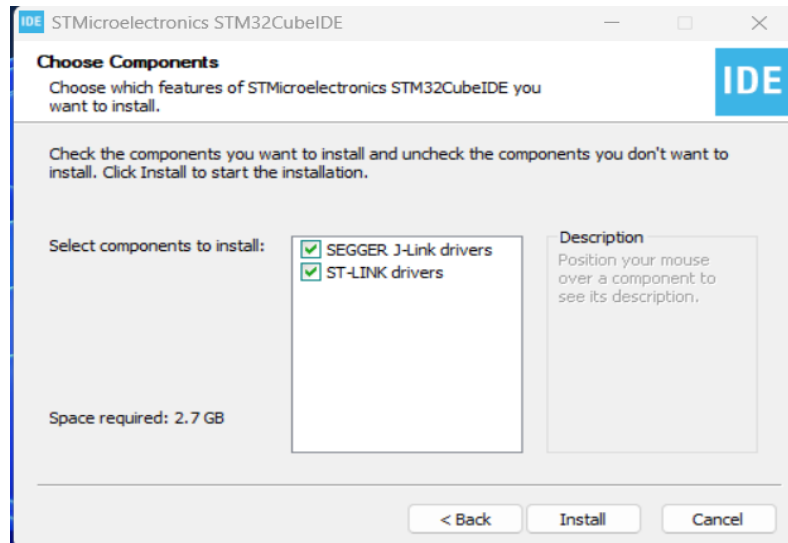 IDE STMicroelectronics STM32CubeIDE
Choose Components
Choose which features of STMicroelectronics STM32CubeIDE you
want to install.
IDE
Check the components you want to install and uncheck the components you don't want to
install. Click Install to start the installation.
Select components to install:
SEGGER J-Link drivers
ST-LINK drivers
Description
Position your mouse
over a component to
see its description.
Space required: 2.7 GB
< Back
Install
Cancel